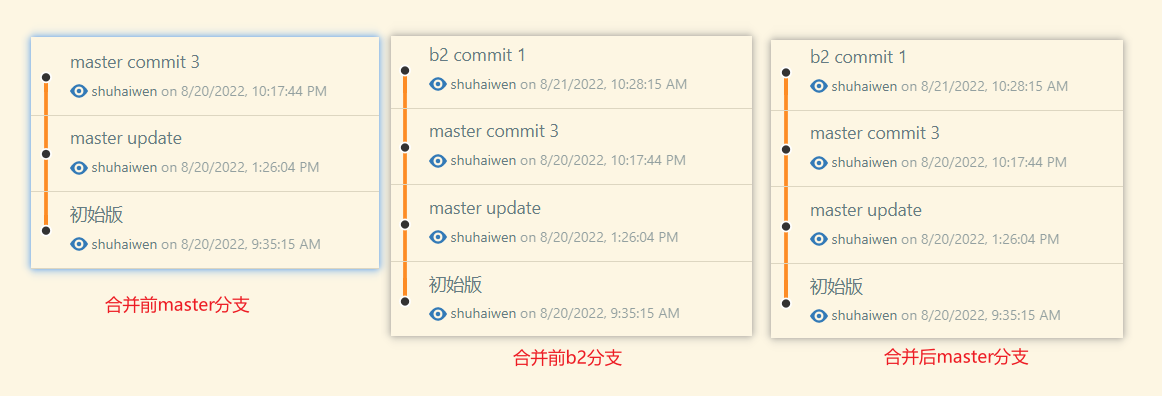 master commit 3
shuhaiwen on 8/20/2022, 10:17:44 PM
master update
shuhaiwen on 8/20/2022, 1:26:04 PM
初始版
shuhaiwen on 8/20/2022, 9:35:15 AM
合并前master分支
b2 commit 1
shuhaiwen on 8/21/2022, 10:28:15 AM
master commit 3
shuhaiwen on 8/20/2022, 10:17:44 PM
master update
shuhaiwen on 8/20/2022, 1:26:04 PM
初始版
shuhaiwen on 8/20/2022, 9:35:15 AM
合并前b2分支
b2 commit 1
shuhaiwen on 8/21/2022, 10:28:15 AM
master commit 3
shuhaiwen on 8/20/2022, 10:17:44 PM
master update
shuhaiwen on 8/20/2022, 1:26:04 PM
初始版
shuhaiwen on 8/20/2022, 9:35:15 AM
合并后master分支